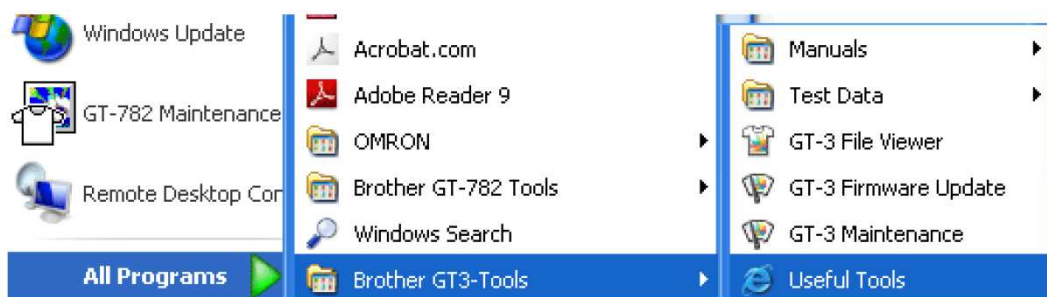 Windows Update
GT-782 Maintenance
Remote Desktop Cor
All Programs
Acrobat.com
Adobe Reader 9
OMRON
Brother GT-782 Tools
Windows Search
Brother GT3-Tools
Manuals
Test Data
GT-3 File Viewer
GT-3 Firmware Update
GT-3 Maintenance
Useful Tools